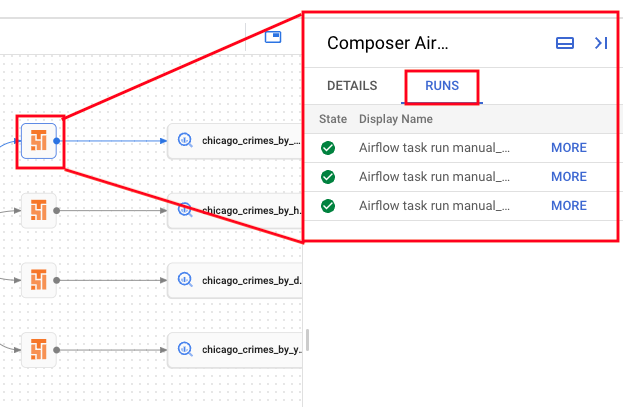 Composer Air...
DETAILS RUNS
State Display Name
Airflow task run manual_... MORE
Airflow task run manual_... MORE
Airflow task run manual_... MORE
chicago_crimes_by_...
chicago_crimes_by_h.
chicago_crimes_by_d.
chicago_crimes_by_y.